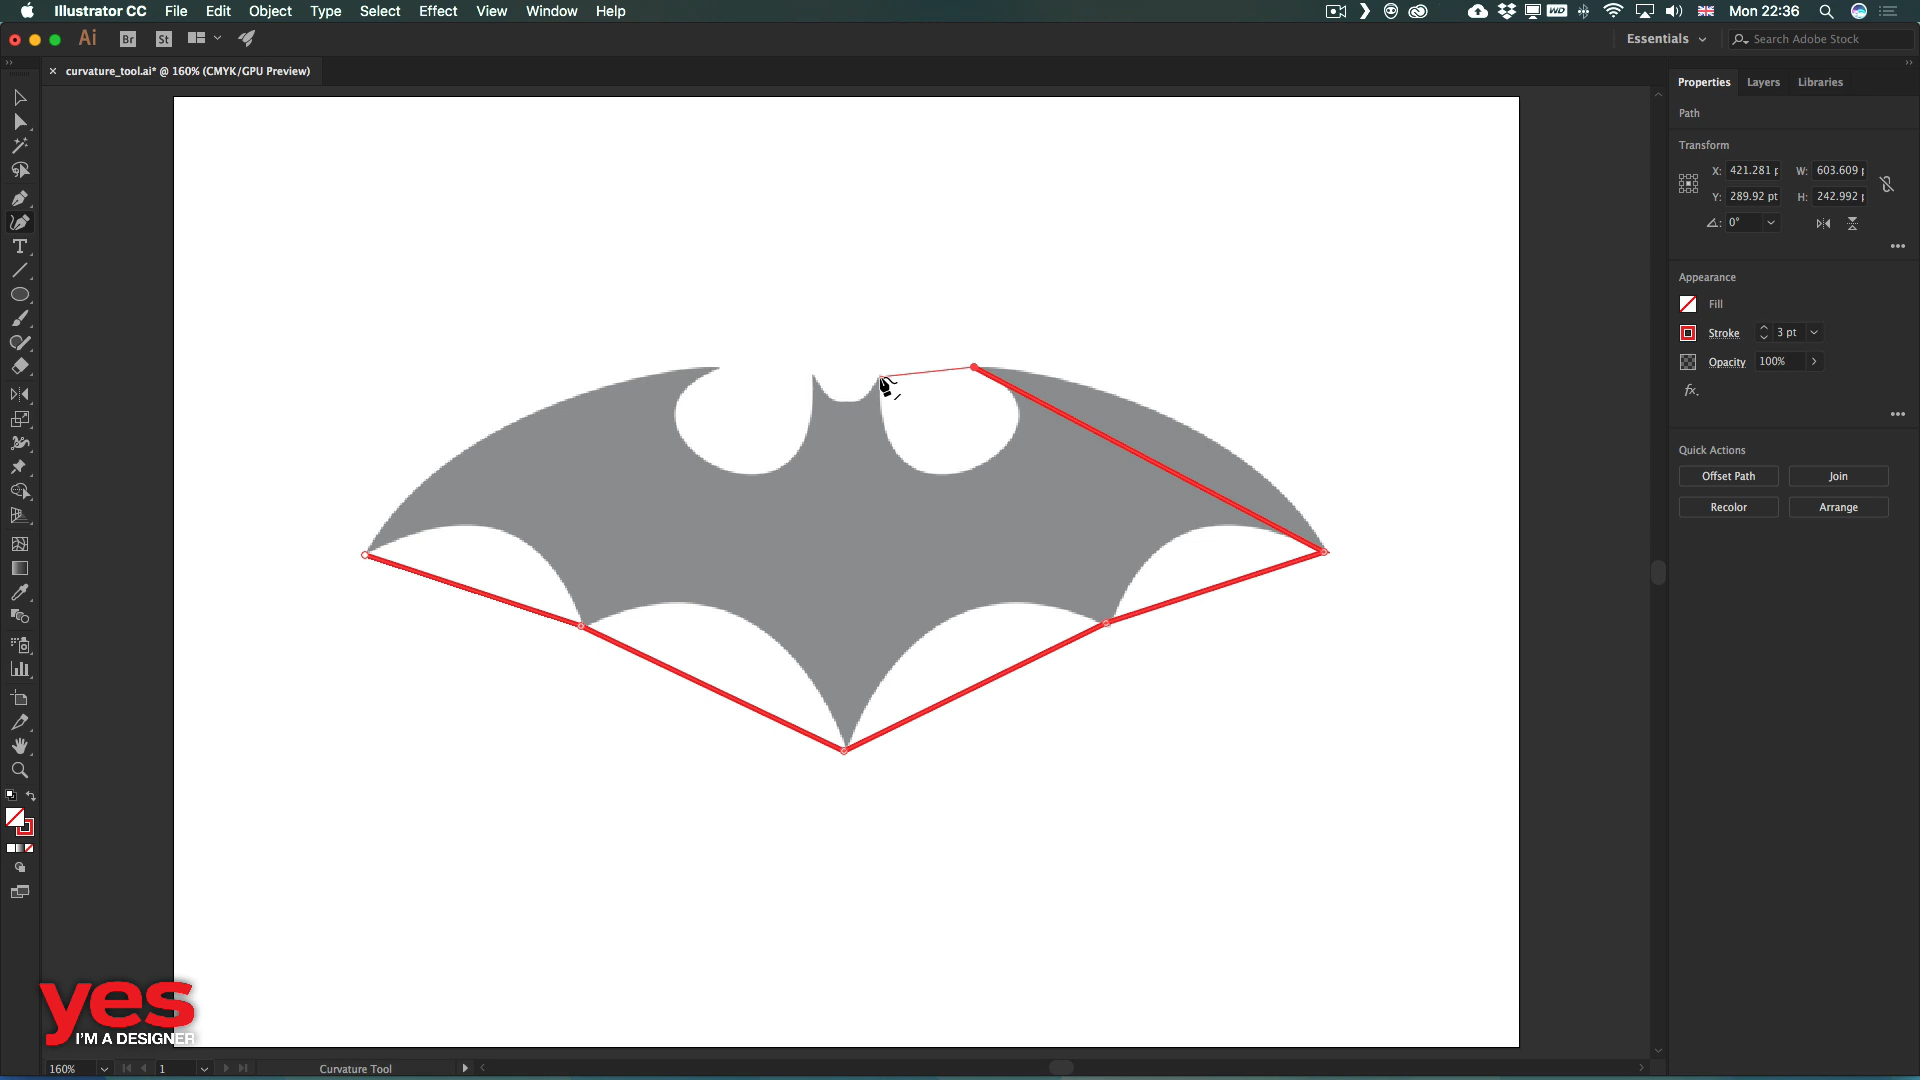 Illustrator CC File Edit Object Type Select Effect View Window Help
WD
Mon 22:36
Ai Br St
Essentials
Search Adobe Stock
× curvature_tool.ai* @ 160% (CMYK/GPU Preview)
Properties Layers Libraries
Path
Transform
X: 421.281 p W: 603.609 p
Y: 289.92 pt H: 242.992 p
0°
Appearance
Fill
Stroke 3 pt
Opacity 100%
fx.
Quick Actions
Offset Path Join
Recolor Arrange
yes
I'M A DESIGNER
160% 1 Curvature Tool